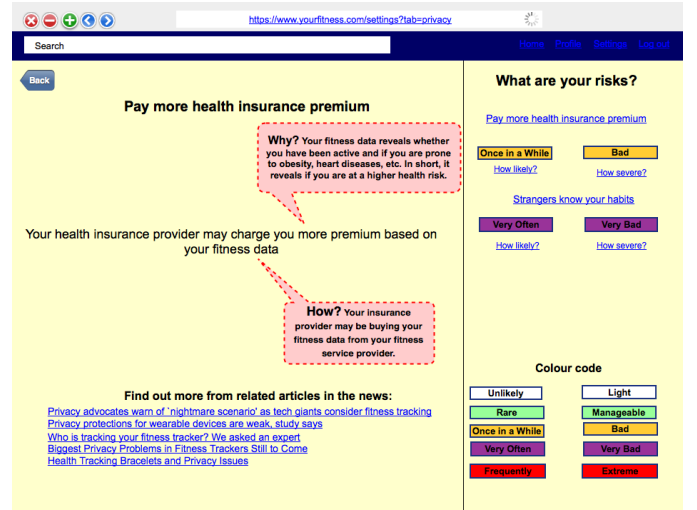 https://www.yourfitness.com/settings?tab=privacy
Search
Home Profile Settings Log out
Back
Pay more health insurance premium
Why? Your fitness data reveals whether
you have been active and if you are prone
to obesity, heart diseases, etc. In short, it
reveals if you are at a higher health risk.
Your health insurance provider may charge you more premium based on
your fitness data
How? Your insurance
provider may be buying your
fitness data from your fitness
service provider.
Find out more from related articles in the news:
Privacy advocates warn of `nightmare scenario' as tech giants consider fitness tracking
Privacy protections for wearable devices are weak, study says
Who is tracking your fitness tracker? We asked an expert
Biggest Privacy Problems in Fitness Trackers Still to Come
Health Tracking Bracelets and Privacy Issues
What are your risks?
Pay more health insurance premium
Once in a While Bad
How likely? How severe?
Strangers know your habits
Very Often Very Bad
How likely? How severe?
Colour code
Unlikely Light
Rare Manageable
Once in a While Bad
Very Often Very Bad
Frequently Extreme